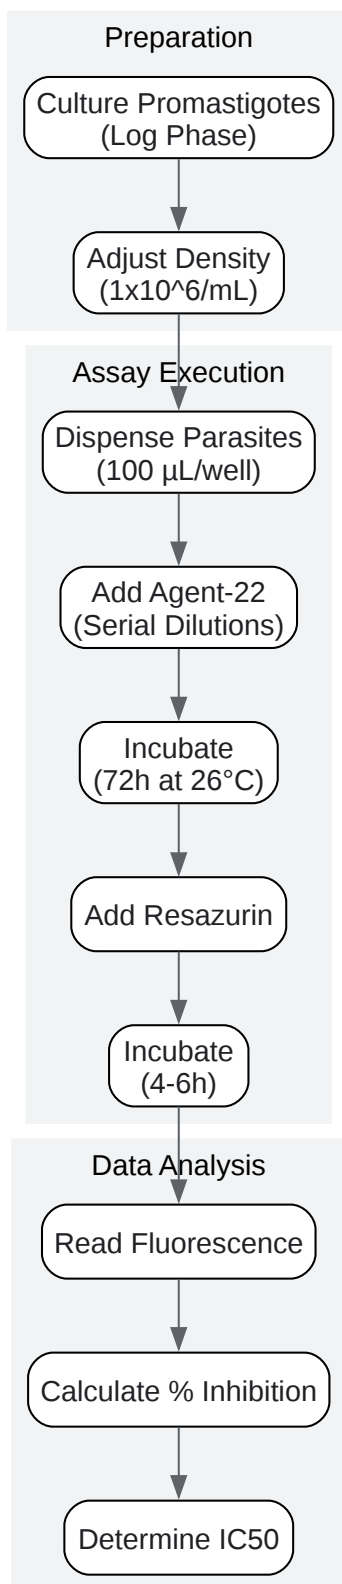 Preparation
Culture Promastigotes
(Log Phase)
Adjust Density
(1x10^6/mL)
Assay Execution
Dispense Parasites
(100 µL/well)
Add Agent-22
(Serial Dilutions)
Incubate
(72h at 26°C)
Add Resazurin
Incubate
(4-6h)
Data Analysis
Read Fluorescence
Calculate % Inhibition
Determine IC50